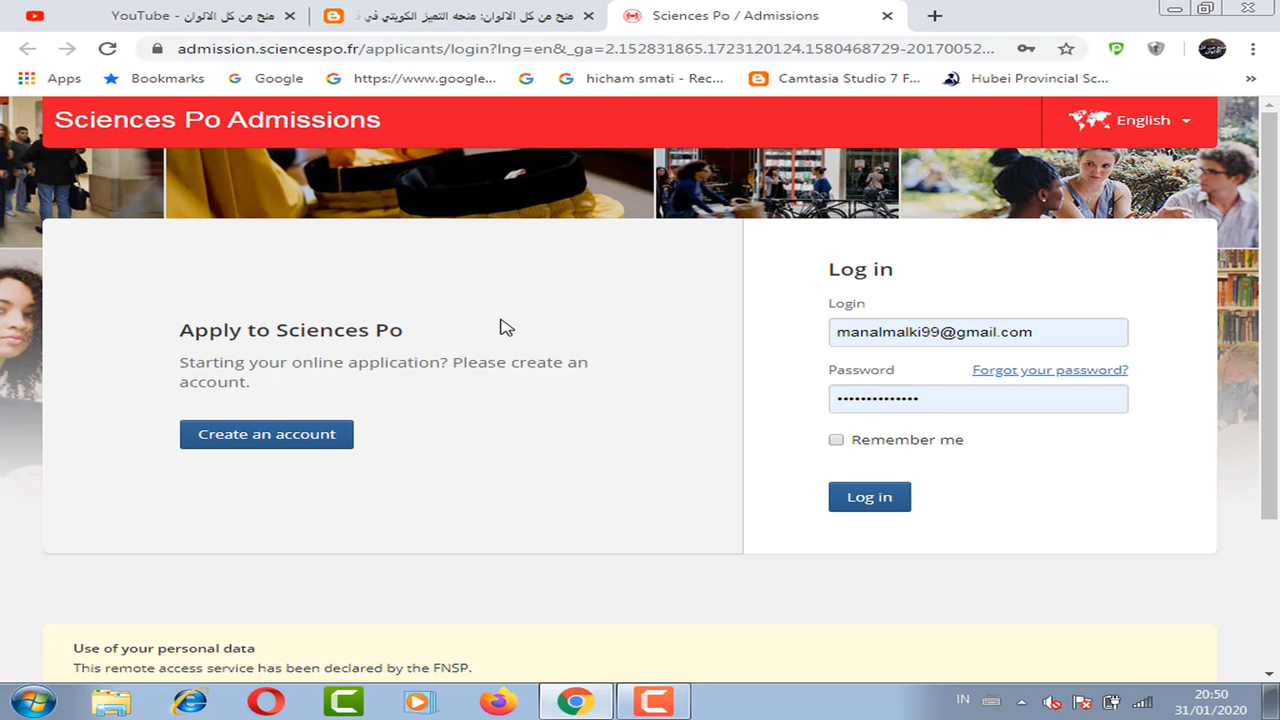 منح من كل الالوان - YouTube
منح من كل الالوان: منحه التميز الكويتي في
Sciences Po / Admissions
admission.sciencespo.fr/applicants/login?lmg=en&_ga=2.152831865.1723120124.1580468729-20170052...
Apps
Bookmarks
Google
https://www.google...
hicham smati - Rec...
Camtasia Studio 7 F...
Hubei Provincial Sc...
Sciences Po Admissions
English
Apply to Sciences Po
Starting your online application? Please create an
account.
Create an account
Log in
Login
manalmalki99@gmail.com
Password Forgot your password?
••••••••••••••
Remember me
Log in
Use of your personal data
This remote access service has been declared by the FNSP.
IN
20:50
31/01/2020